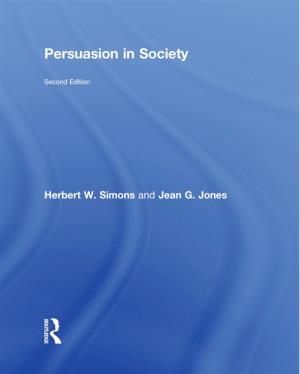 Persuasion in Society
Second Edition
Herbert W. Simons and Jean G. Jones
ROUTLEDGE